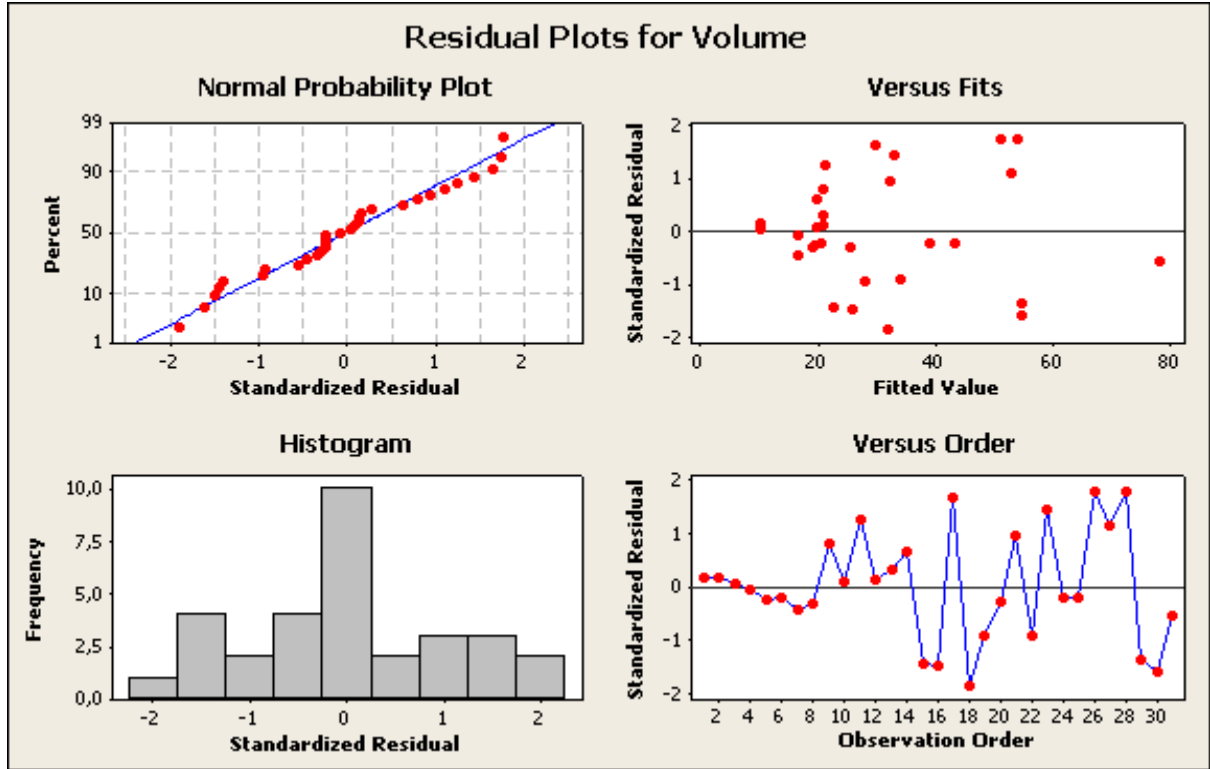 Residual Plots for Volume
Normal Probability Plot
99
90
50
10
1
Percent
-2 -1 0 1 2
Standardized Residual
Versus Fits
2
1
0
-1
-2
Standardized Residual
0 20 40 60 80
Fitted Value
Histogram
10,0
7,5
5,0
2,5
0,0
Frequency
-2 -1 0 1 2
Standardized Residual
Versus Order
2
1
0
-1
-2
Standardized Residual
2 4 6 8 10 12 14 16 18 20 22 24 26 28 30
Observation Order